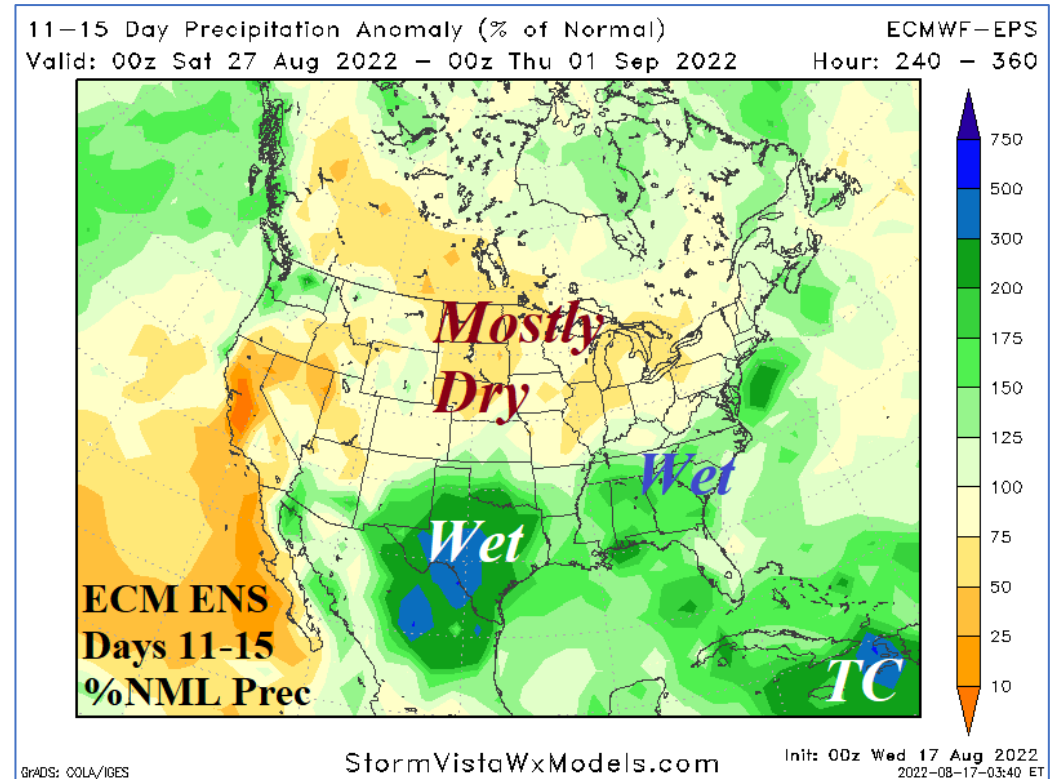 11-15 Day Precipitation Anomaly (% of Normal)
ECMWF-EPS
Valid: 00z Sat 27 Aug 2022 - 00z Thu 01 Sep 2022
Hour: 240 - 360
Mostly
Dry
Wet
Wet
TC
ECM ENS
Days 11-15
%NML Prec
750
500
300
200
175
150
125
100
75
50
25
10
GrADS: COLA/IGES
StormVistaWxModels.com
Init: 00z Wed 17 Aug 2022
2022-08-17-03:40 ET